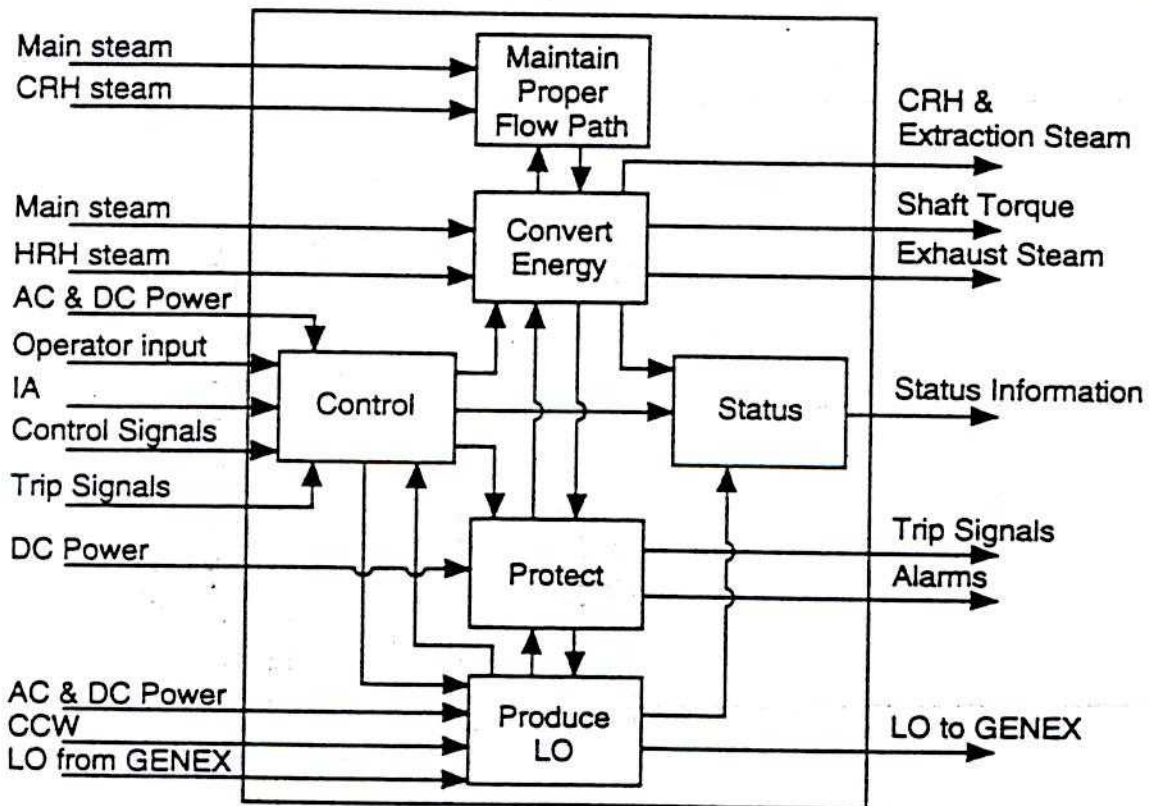 Main steam
CRH steam
Maintain
Proper
Flow Path
CRH &
Extraction Steam
Main steam
HRH steam
Convert
Energy
Shaft Torque
Exhaust Steam
AC & DC Power
Operator input
IA
Control Signals
Trip Signals
Control
Status
Status Information
DC Power
Protect
Trip Signals
Alarms
AC & DC Power
CCW
LO from GENEX
Produce
LO
LO to GENEX